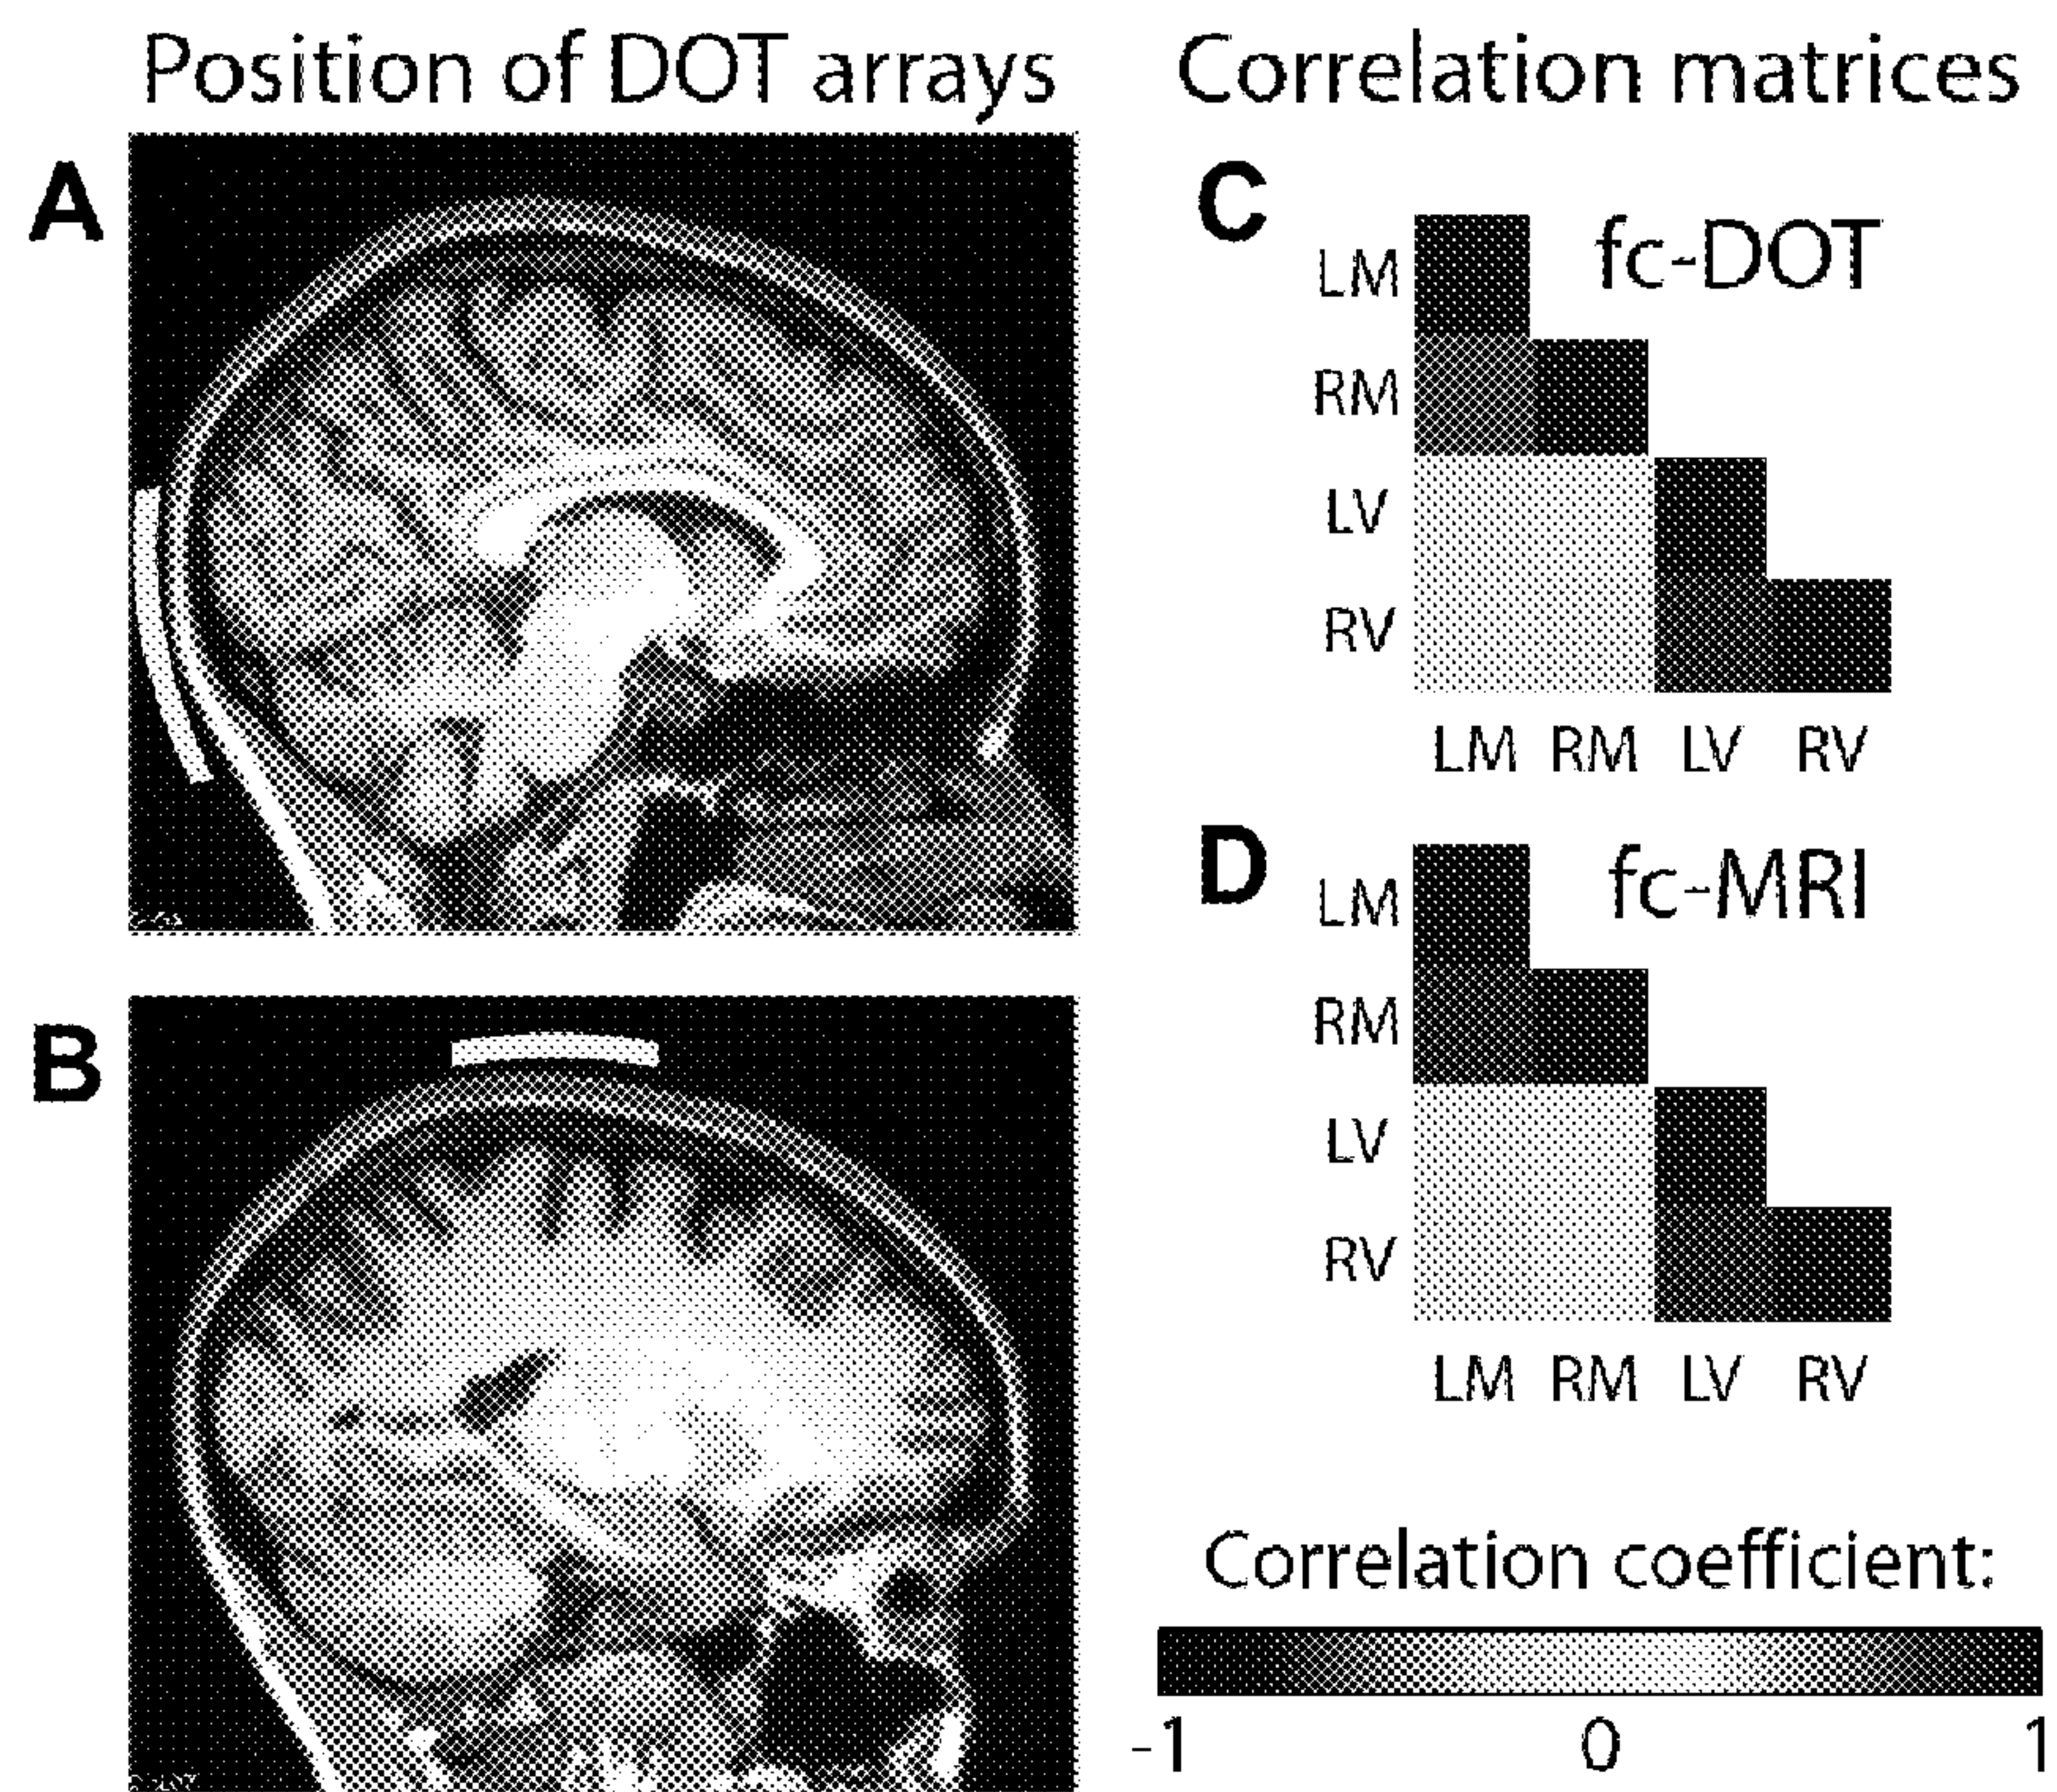 Position of DOT arrays
A
B
Correlation matrices
C
fc-DOT
LM
RM
LV
RV
LM RM LV RV
D
fc-MRI
LM
RM
LV
RV
LM RM LV RV
Correlation coefficient:
-1 0 1